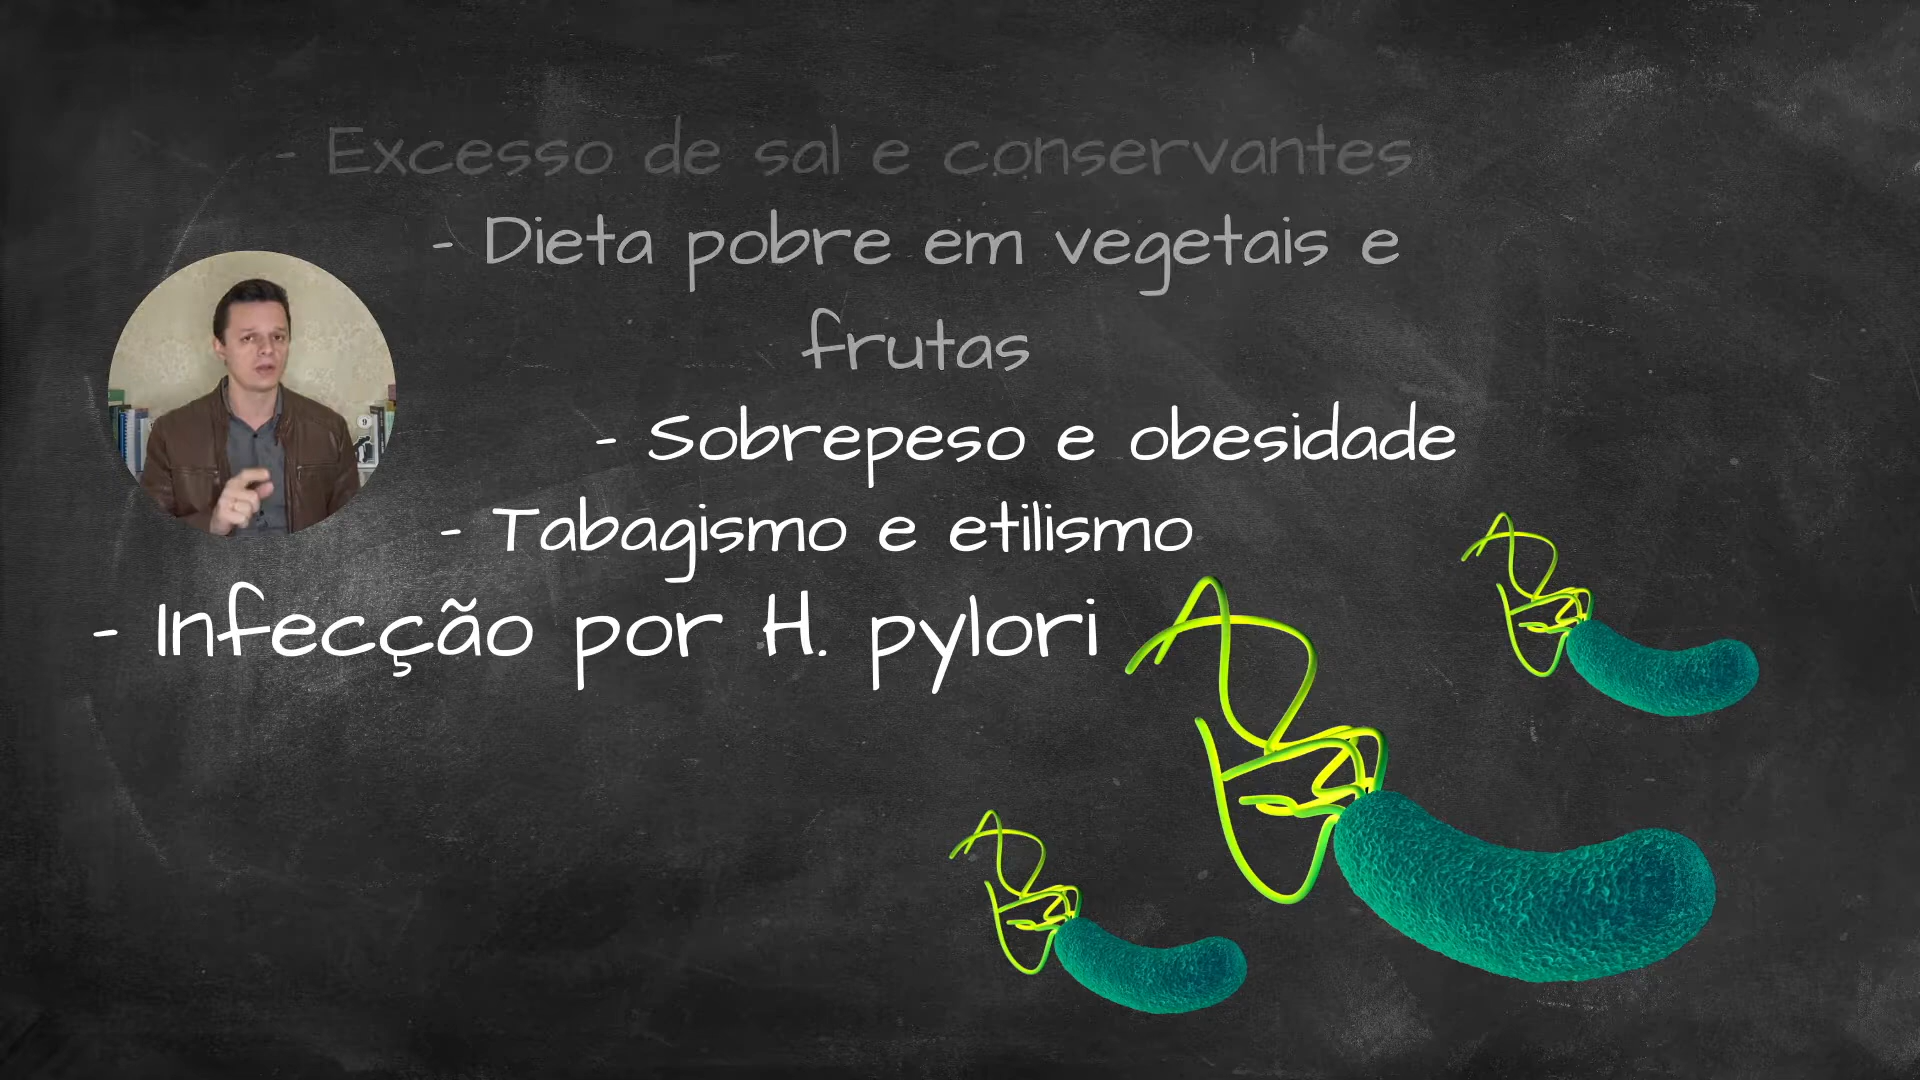 - Excesso de sal e conservantes
- Dieta pobre em vegetais e
frutas
- Sobrepeso e obesidade
- Tabagismo e etilismo
- Infecção por H. pylori